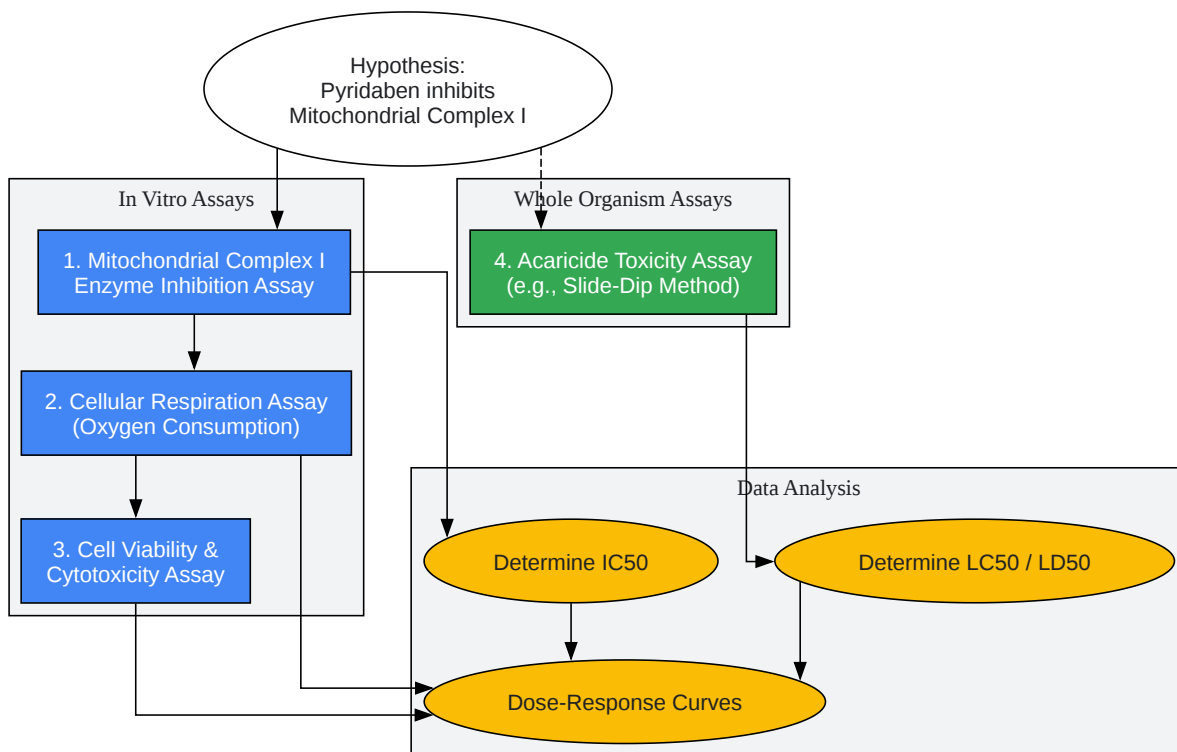 Hypothesis:
Pyridaben inhibits
Mitochondrial Complex I
In Vitro Assays
Whole Organism Assays
1. Mitochondrial Complex I
Enzyme Inhibition Assay
4. Acaricide Toxicity Assay
(e.g., Slide-Dip Method)
2. Cellular Respiration Assay
(Oxygen Consumption)
Data Analysis
3. Cell Viability &
Cytotoxicity Assay
Determine IC50
Determine LC50 / LD50
Dose-Response Curves